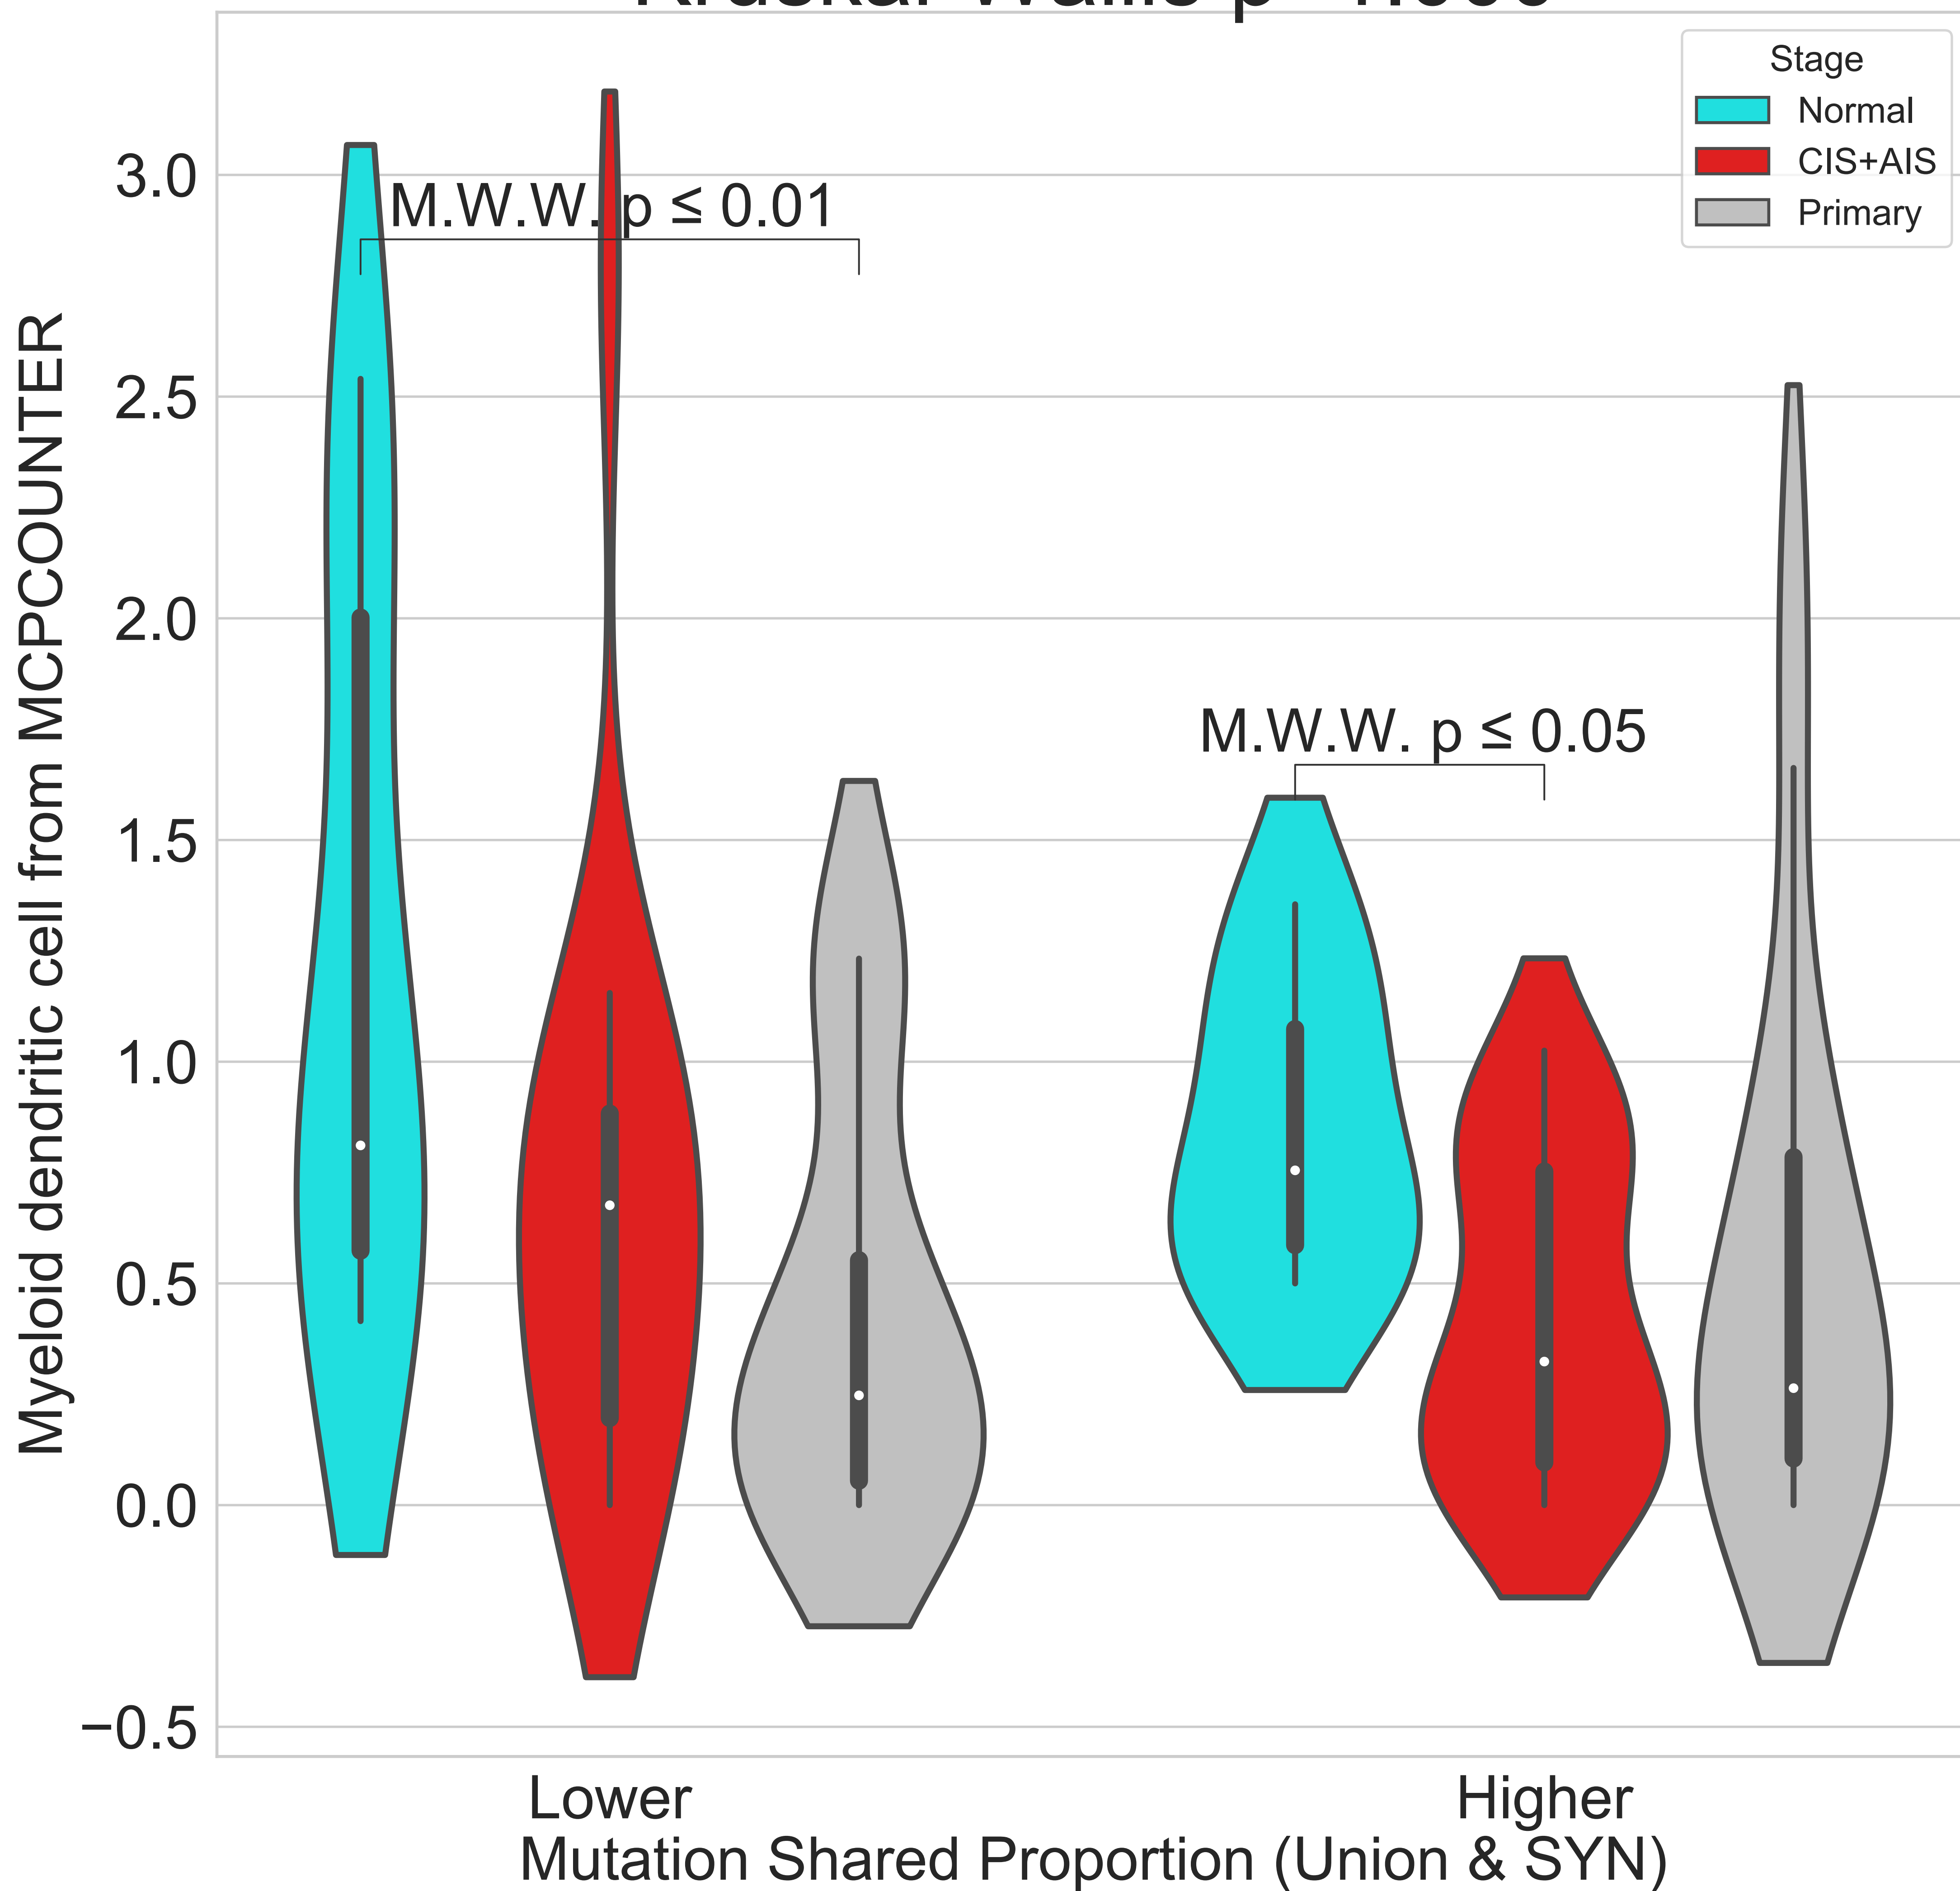 Stage
Normal
CIS+AIS
Primary
3.0
2.5
2.0
1.5
1.0
0.5
0.0
−0.5
Myeloid dendritic cell from MCPCOUNTER
M.W.W. p ≤ 0.01
M.W.W. p ≤ 0.05
Lower
Higher
Mutation Shared Proportion (Union & SYN)